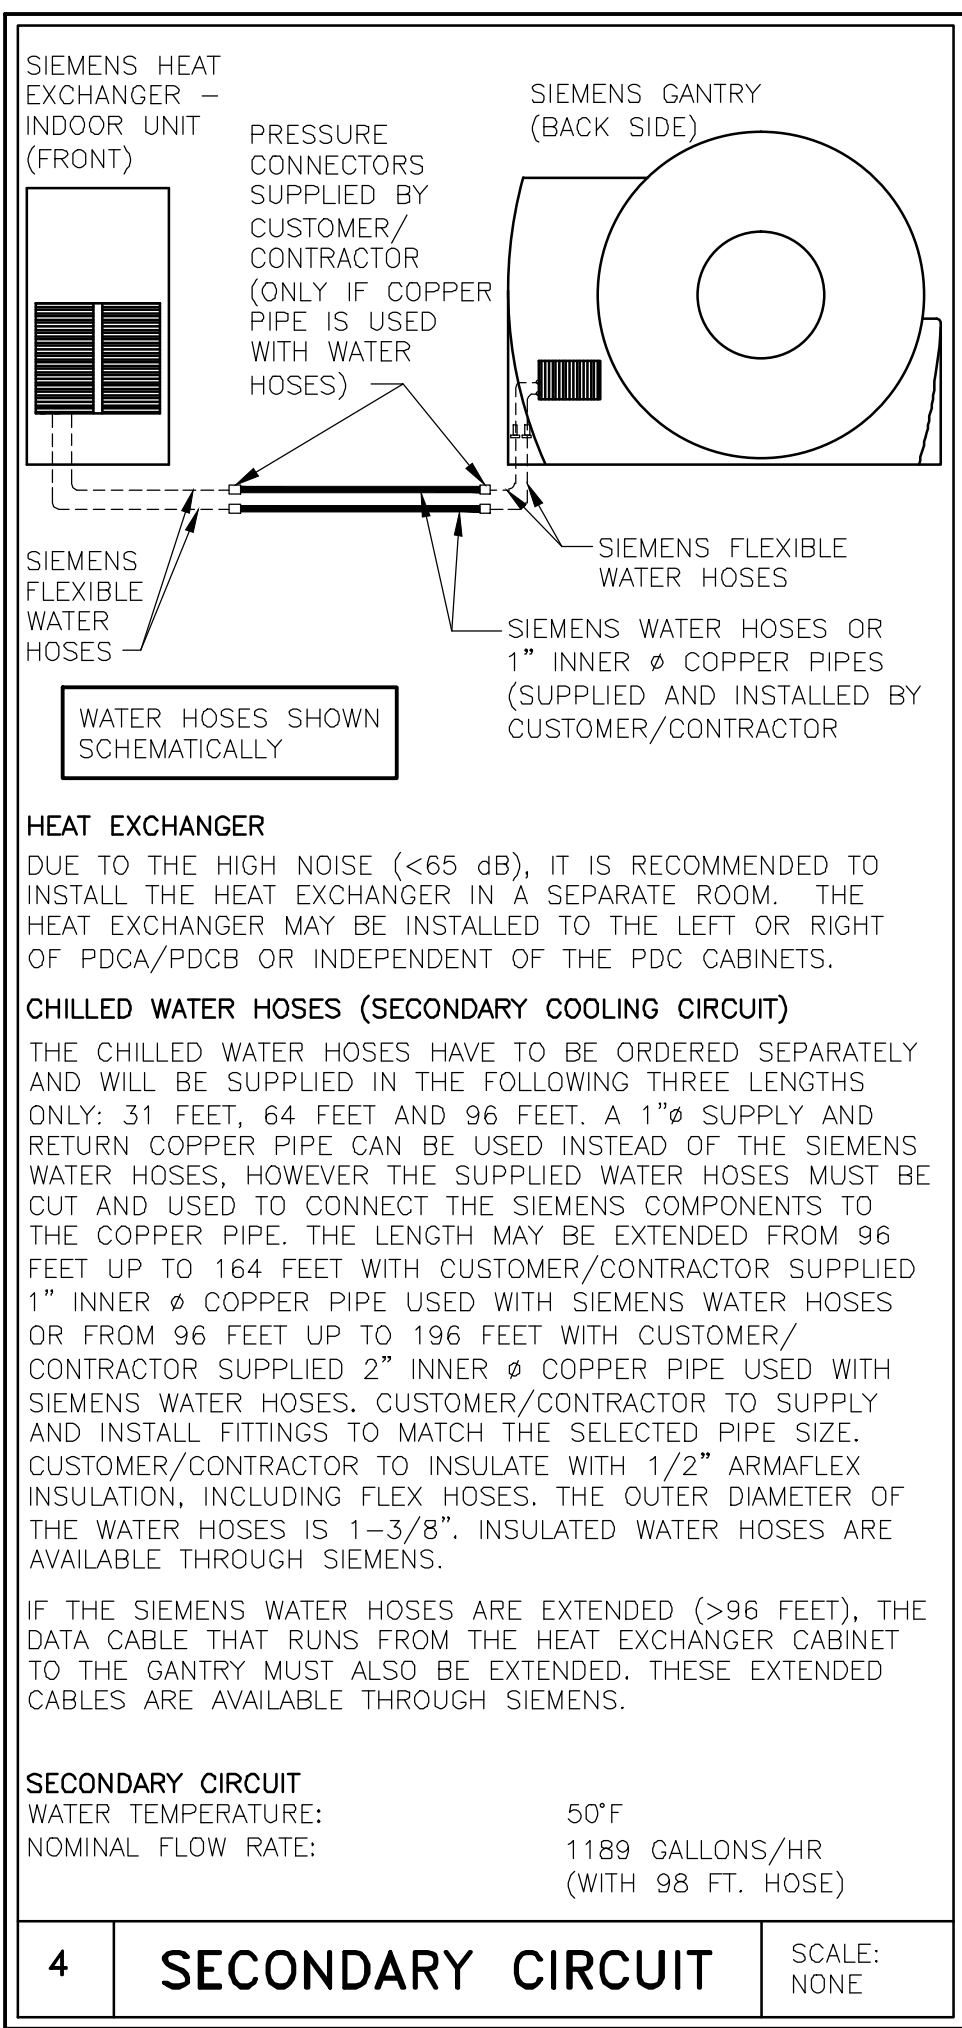 SIEMENS HEAT
EXCHANGER –
INDOOR UNIT
(FRONT)
PRESSURE
CONNECTORS
SUPPLIED BY
CUSTOMER/
CONTRACTOR
(ONLY IF COPPER
PIPE IS USED
WITH WATER
HOSES)
SIEMENS GANTRY
(BACK SIDE)
SIEMENS
FLEXIBLE
WATER
HOSES
SIEMENS FLEXIBLE
WATER HOSES
SIEMENS WATER HOSES OR
1" INNER ø COPPER PIPES
(SUPPLIED AND INSTALLED BY
CUSTOMER/CONTRACTOR
WATER HOSES SHOWN
SCHEMATICALLY
HEAT EXCHANGER
DUE TO THE HIGH NOISE (<65 dB), IT IS RECOMMENDED TO
INSTALL THE HEAT EXCHANGER IN A SEPARATE ROOM. THE
HEAT EXCHANGER MAY BE INSTALLED TO THE LEFT OR RIGHT
OF PDCA/PDCB OR INDEPENDENT OF THE PDC CABINETS.
CHILLED WATER HOSES (SECONDARY COOLING CIRCUIT)
THE CHILLED WATER HOSES HAVE TO BE ORDERED SEPARATELY
AND WILL BE SUPPLIED IN THE FOLLOWING THREE LENGTHS
ONLY: 31 FEET, 64 FEET AND 96 FEET. A 1"ø SUPPLY AND
RETURN COPPER PIPE CAN BE USED INSTEAD OF THE SIEMENS
WATER HOSES, HOWEVER THE SUPPLIED WATER HOSES MUST BE
CUT AND USED TO CONNECT THE SIEMENS COMPONENTS TO
THE COPPER PIPE. THE LENGTH MAY BE EXTENDED FROM 96
FEET UP TO 164 FEET WITH CUSTOMER/CONTRACTOR SUPPLIED
1" INNER ø COPPER PIPE USED WITH SIEMENS WATER HOSES
OR FROM 96 FEET UP TO 196 FEET WITH CUSTOMER/
CONTRACTOR SUPPLIED 2" INNER ø COPPER PIPE USED WITH
SIEMENS WATER HOSES. CUSTOMER/CONTRACTOR TO SUPPLY
AND INSTALL FITTINGS TO MATCH THE SELECTED PIPE SIZE.
CUSTOMER/CONTRACTOR TO INSULATE WITH 1/2" ARMAFLEX
INSULATION, INCLUDING FLEX HOSES. THE OUTER DIAMETER OF
THE WATER HOSES IS 1-3/8". INSULATED WATER HOSES ARE
AVAILABLE THROUGH SIEMENS.
IF THE SIEMENS WATER HOSES ARE EXTENDED (>96 FEET), THE
DATA CABLE THAT RUNS FROM THE HEAT EXCHANGER CABINET
TO THE GANTRY MUST ALSO BE EXTENDED. THESE EXTENDED
CABLES ARE AVAILABLE THROUGH SIEMENS.
SECONDARY CIRCUIT
WATER TEMPERATURE: 50°F
NOMINAL FLOW RATE: 1189 GALLONS/HR
(WITH 98 FT. HOSE)
4 SECONDARY CIRCUIT SCALE:
NONE